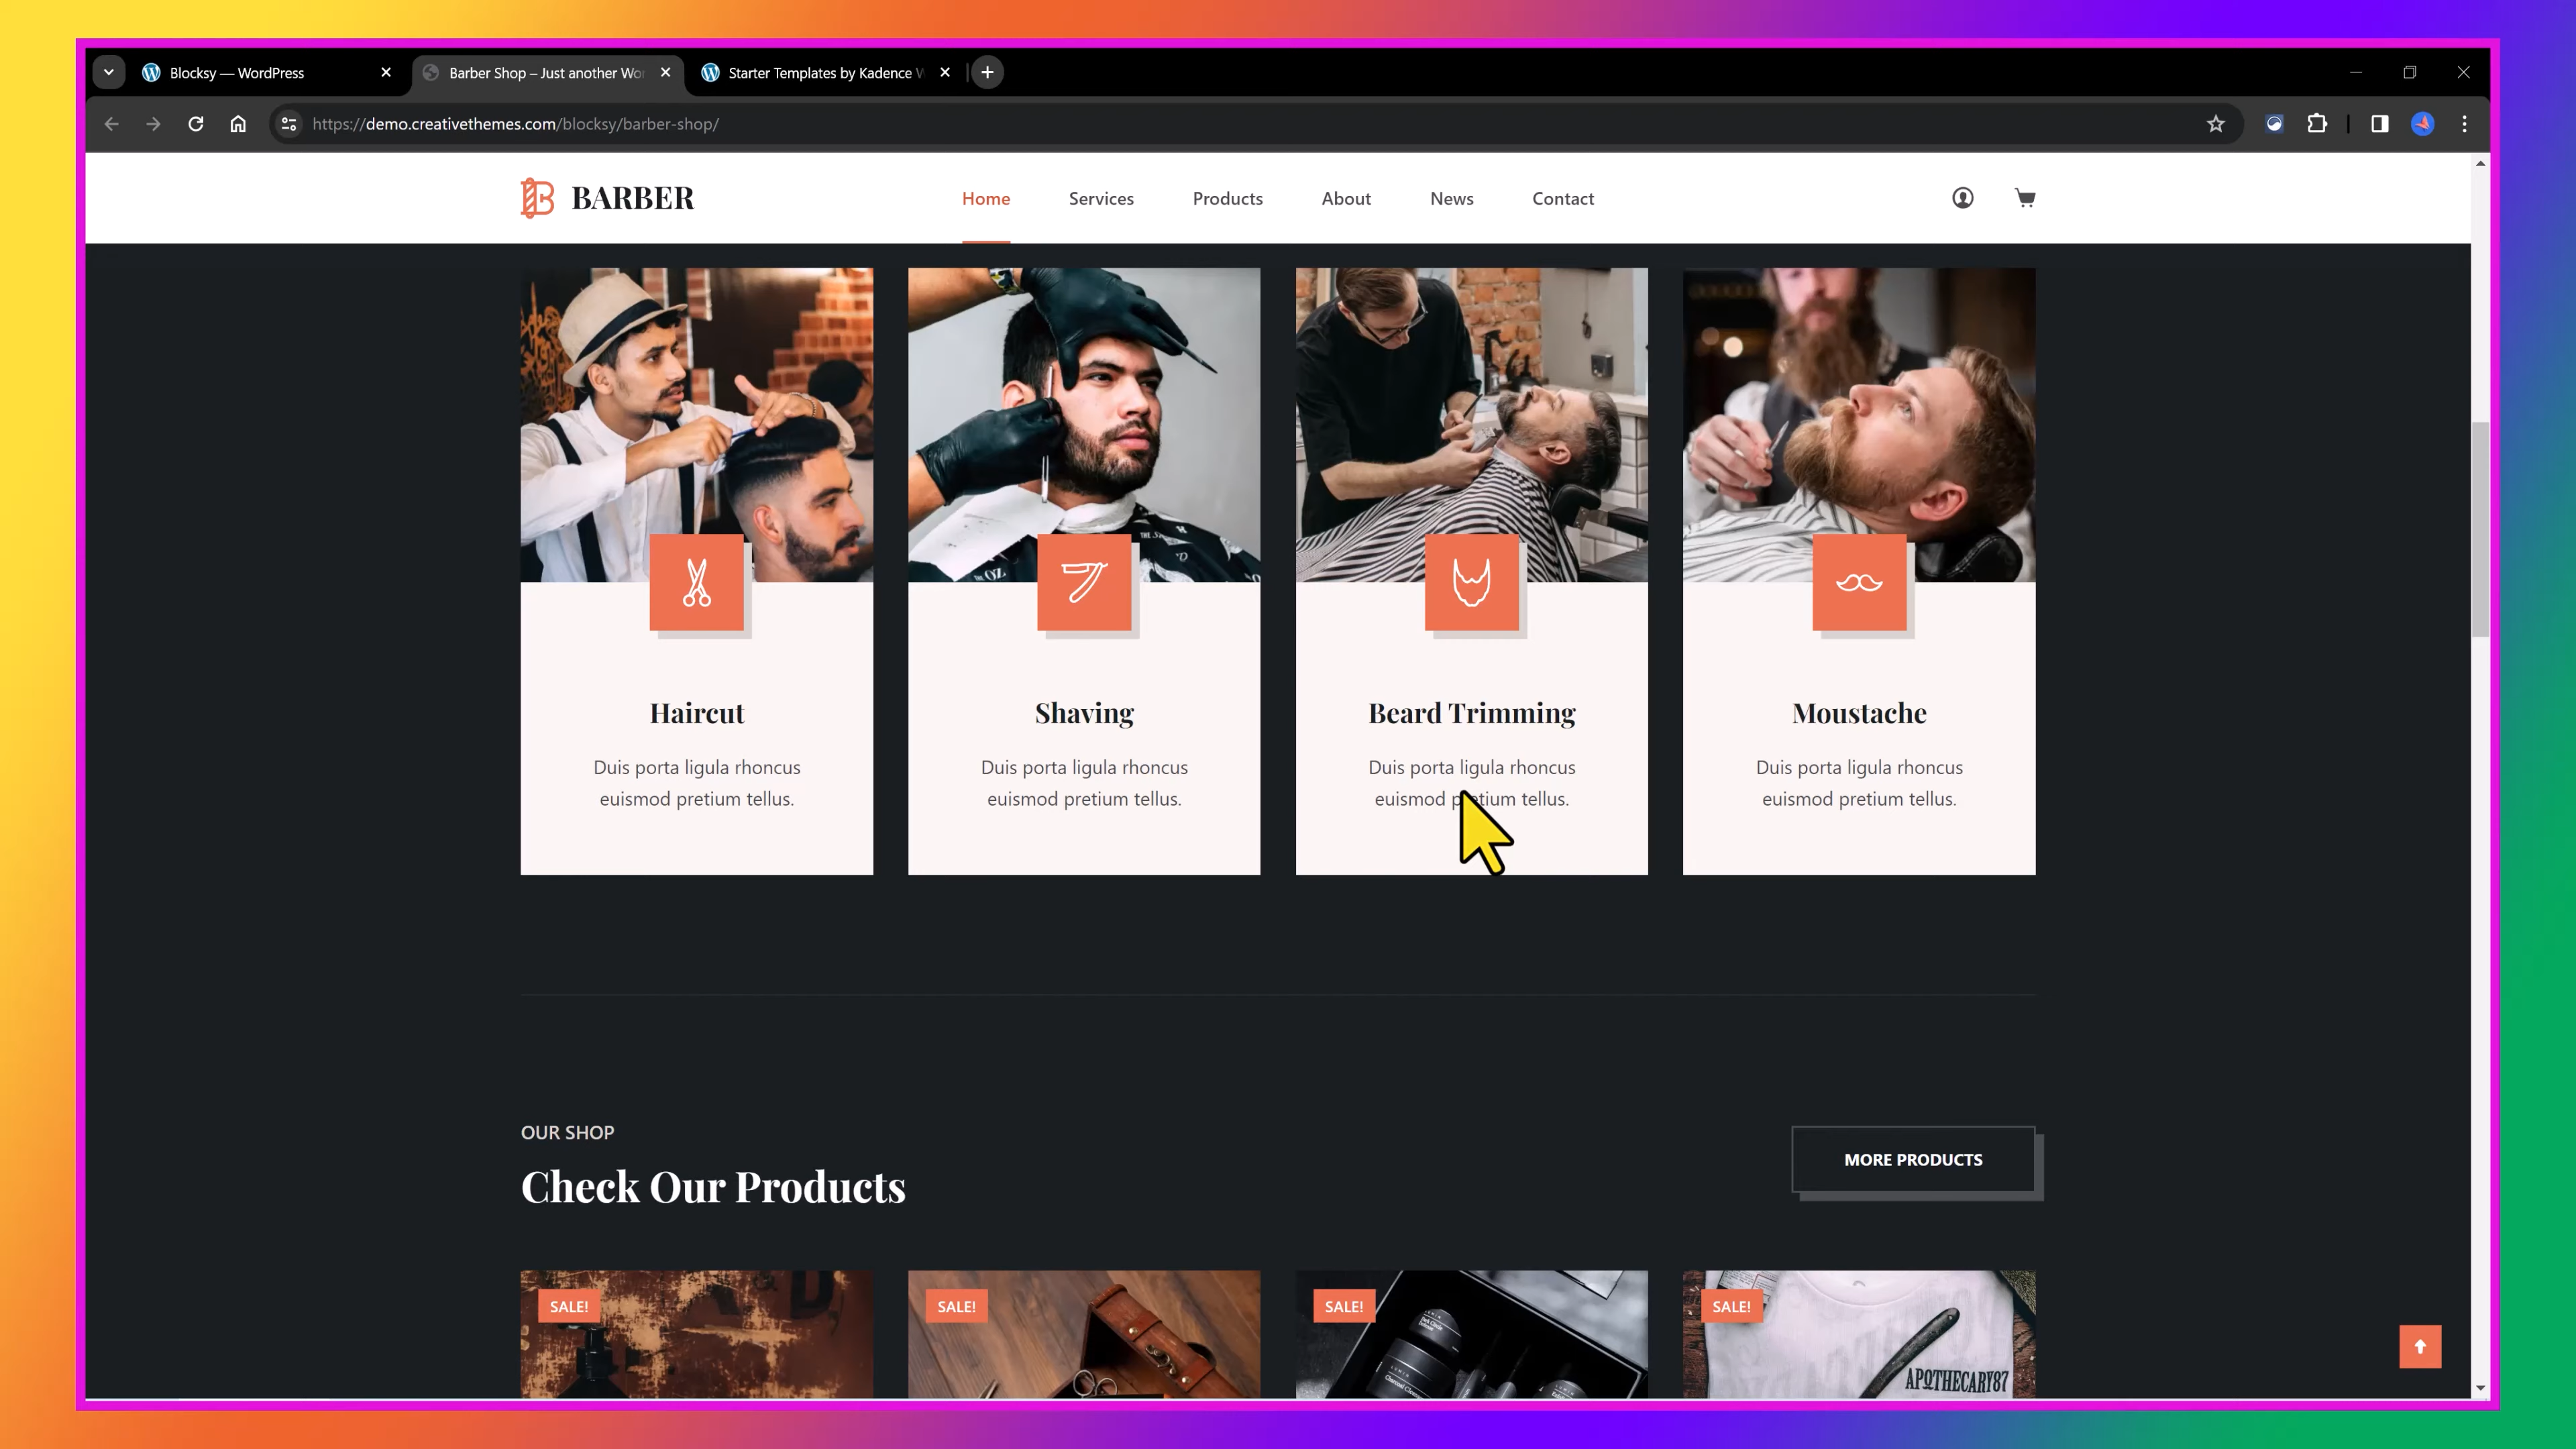 Blocksy — WordPress
Barber Shop – Just another Wor
Starter Templates by Kadence W
https://demo.creativethemes.com/blocksy/barber-shop/
BARBER
Home
Services
Products
About
News
Contact
Haircut
Duis porta ligula rhoncus
euismod pretium tellus.
Shaving
Duis porta ligula rhoncus
euismod pretium tellus.
Beard Trimming
Duis porta ligula rhoncus
euismod pretium tellus.
Moustache
Duis porta ligula rhoncus
euismod pretium tellus.
OUR SHOP
Check Our Products
MORE PRODUCTS
SALE!
SALE!
SALE!
SALE!
APOTHECARY87